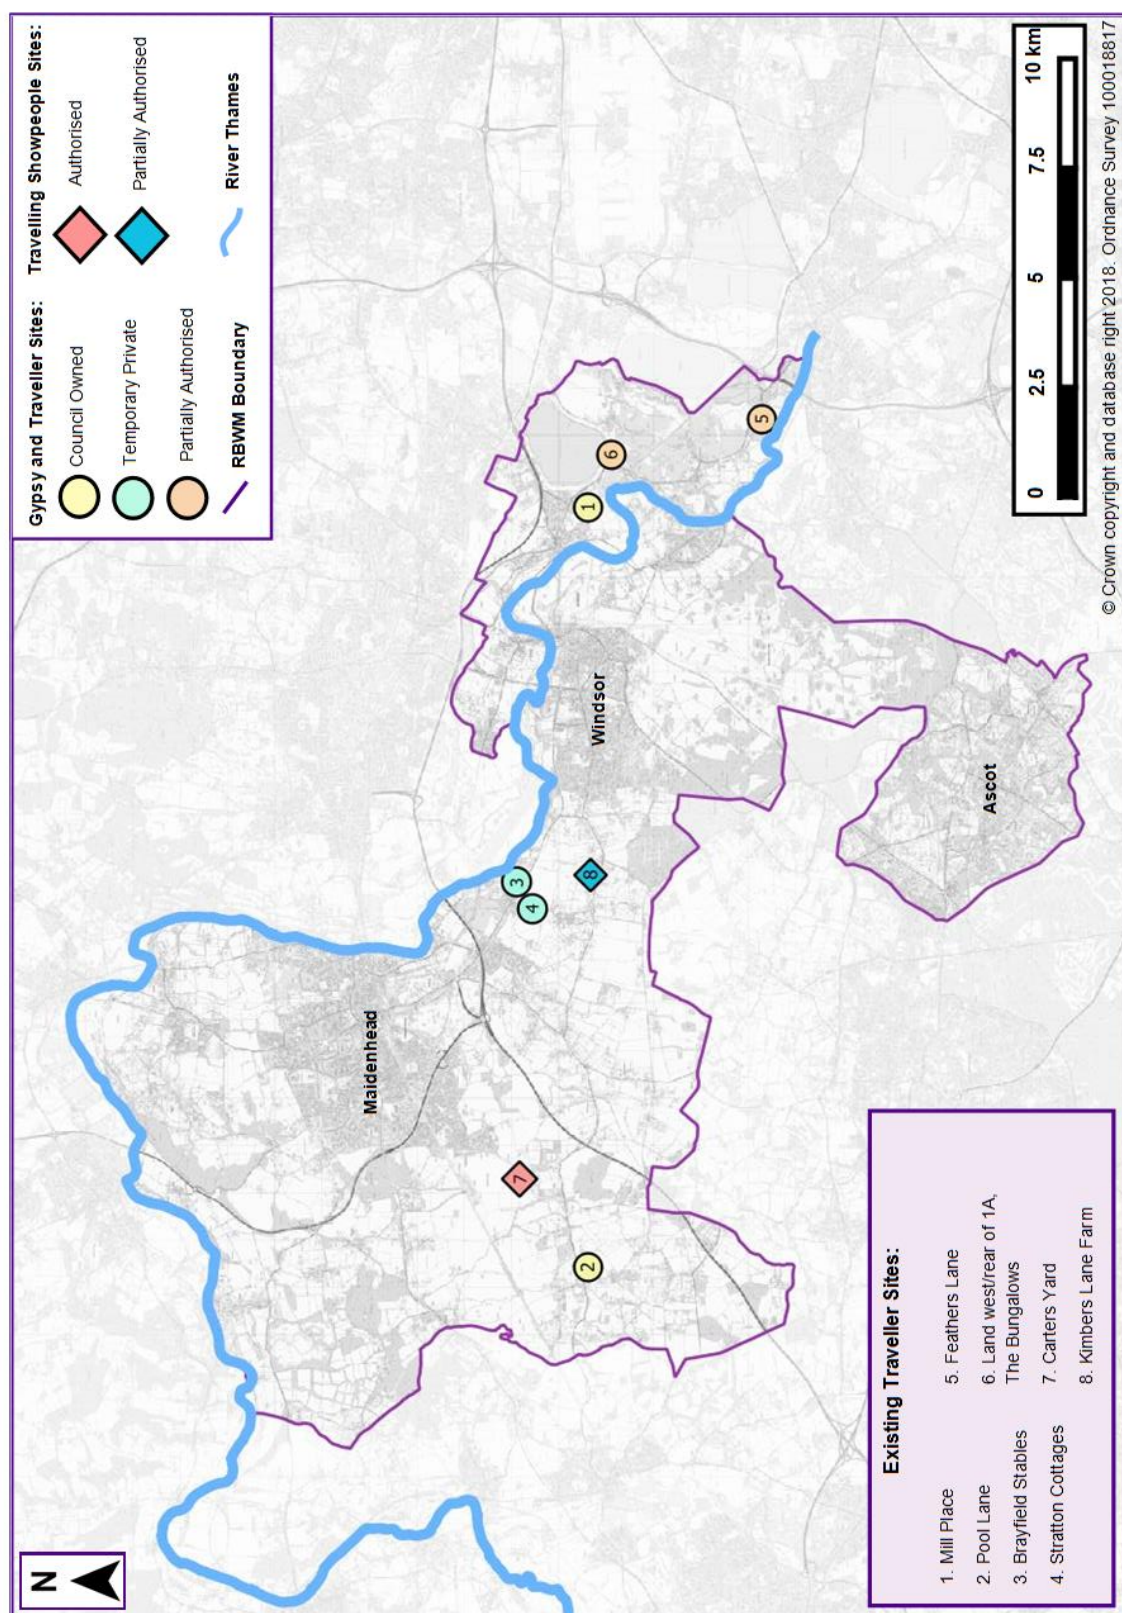 N
Gypsy and Traveller Sites:
Council Owned
Temporary Private
Partially Authorised
RBWM Boundary
Travelling Showpeople Sites:
Authorised
Partially Authorised
River Thames
Maidenhead
Windsor
Ascot
1
2
3
4
5
6
7
8
Existing Traveller Sites:
1. Mill Place
2. Pool Lane
3. Brayfield Stables
4. Stratton Cottages
5. Feathers Lane
6. Land west/rear of 1A,
The Bungalows
7. Carters Yard
8. Kimbers Lane Farm
0 2.5 5 7.5 10 km
© Crown copyright and database right 2018. Ordnance Survey 100018817